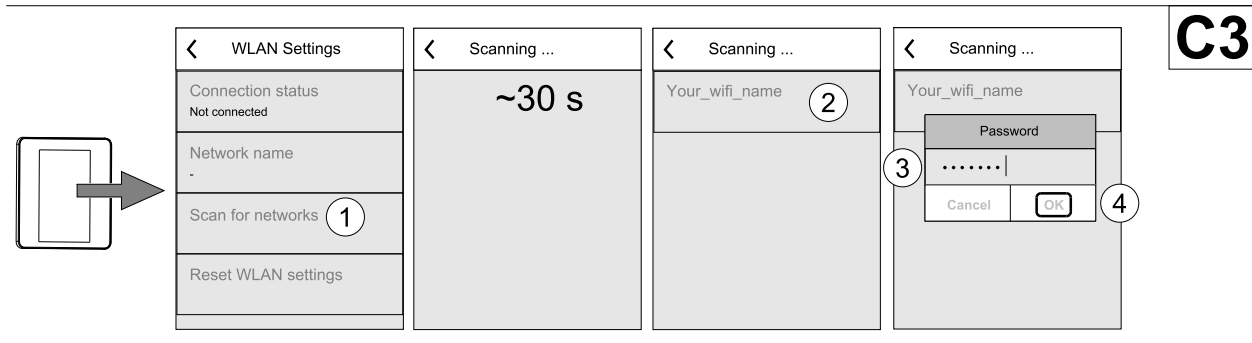 C3
WLAN Settings
Connection status
Not connected
Network name
-
Scan for networks 1
Reset WLAN settings
Scanning ...
~30 s
Scanning ...
Your_wifi_name 2
Scanning ...
Your_wifi_name
Password
3 •••••••|
Cancel OK 4